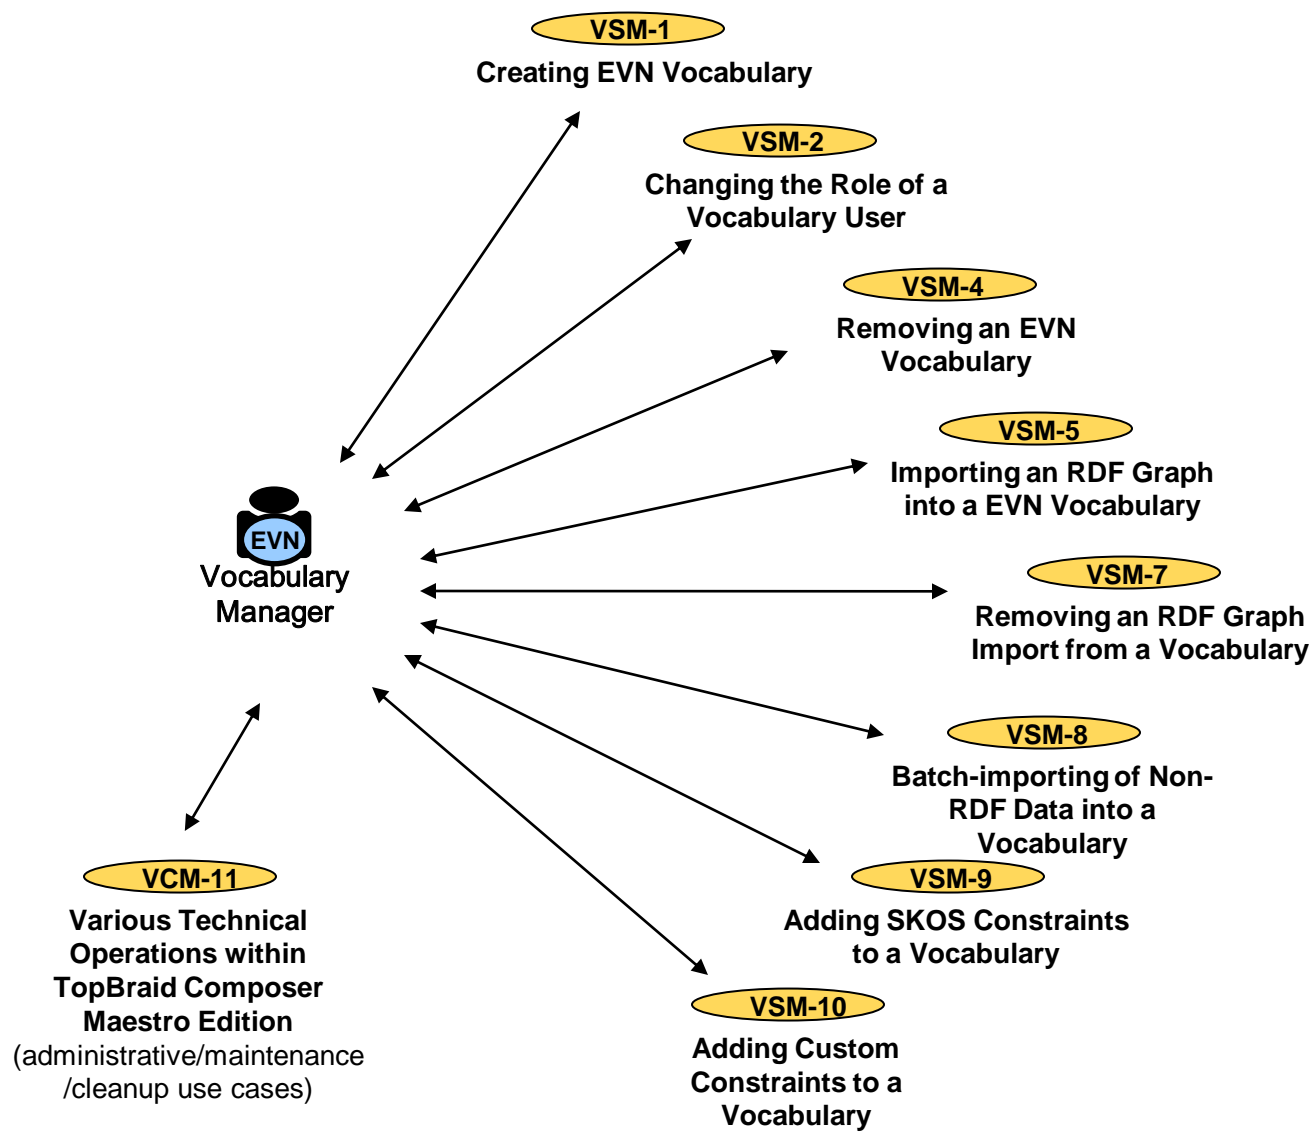 VSM-1
Creating EVN Vocabulary
VSM-2
Changing the Role of a
Vocabulary User
VSM-4
Removing an EVN
Vocabulary
VSM-5
Importing an RDF Graph
into a EVN Vocabulary
EVN
Vocabulary
Manager
VSM-7
Removing an RDF Graph
Import from a Vocabulary
VSM-8
Batch-importing of Non-
RDF Data into a
Vocabulary
VSM-9
Adding SKOS Constraints
to a Vocabulary
VSM-10
Adding Custom
Constraints to a
Vocabulary
VCM-11
Various Technical
Operations within
TopBraid Composer
Maestro Edition
(administrative/maintenance
/cleanup use cases)